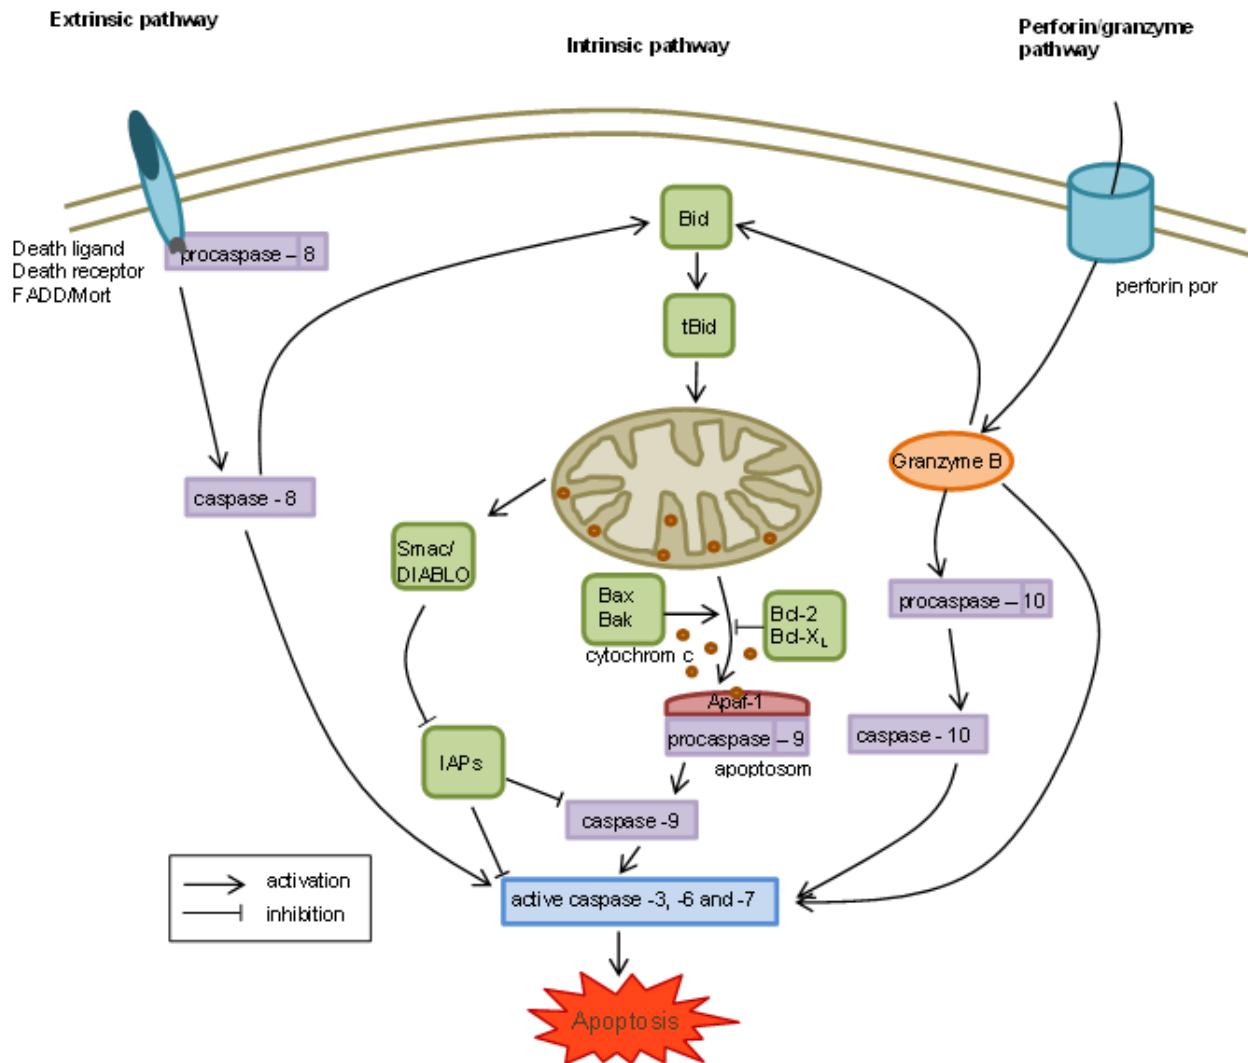 Extrinsic pathway
Intrinsic pathway
Perforin/granzyme
pathway
Death ligand
Death receptor
FADD/Mort
procaspase – 8
Bid
perforin por
tBid
Granzyme B
caspase - 8
Smac/
DIABLO
Bax
Bak
Bcl-2
Bcl-XL
procaspase – 10
cytochrom c
Apaf-1
procaspase – 9
apoptosom
caspase - 10
IAPs
caspase -9
activation
inhibition
active caspase -3, -6 and -7
Apoptosis